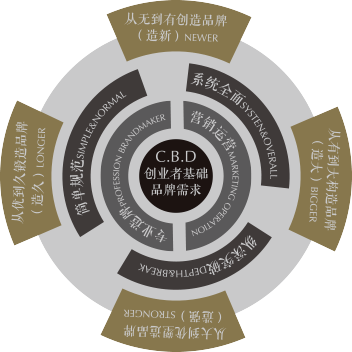 从无到有创造品牌
（造新）NEWER
系统全面SYSTEN&OVERALL
简单规范SIMPLE&NORMAL
营销运营MARKETING OPERATION
专业造牌PROFESSION BRANDMAKER
C.B.D
创业者基础
品牌需求
从有到大构造品牌
（造大）BIGGER
从优到久锻造品牌
（造久）LONGER
纵深突破DEPTH&BREAK
从大到优塑造品牌
（造强）STRONGER